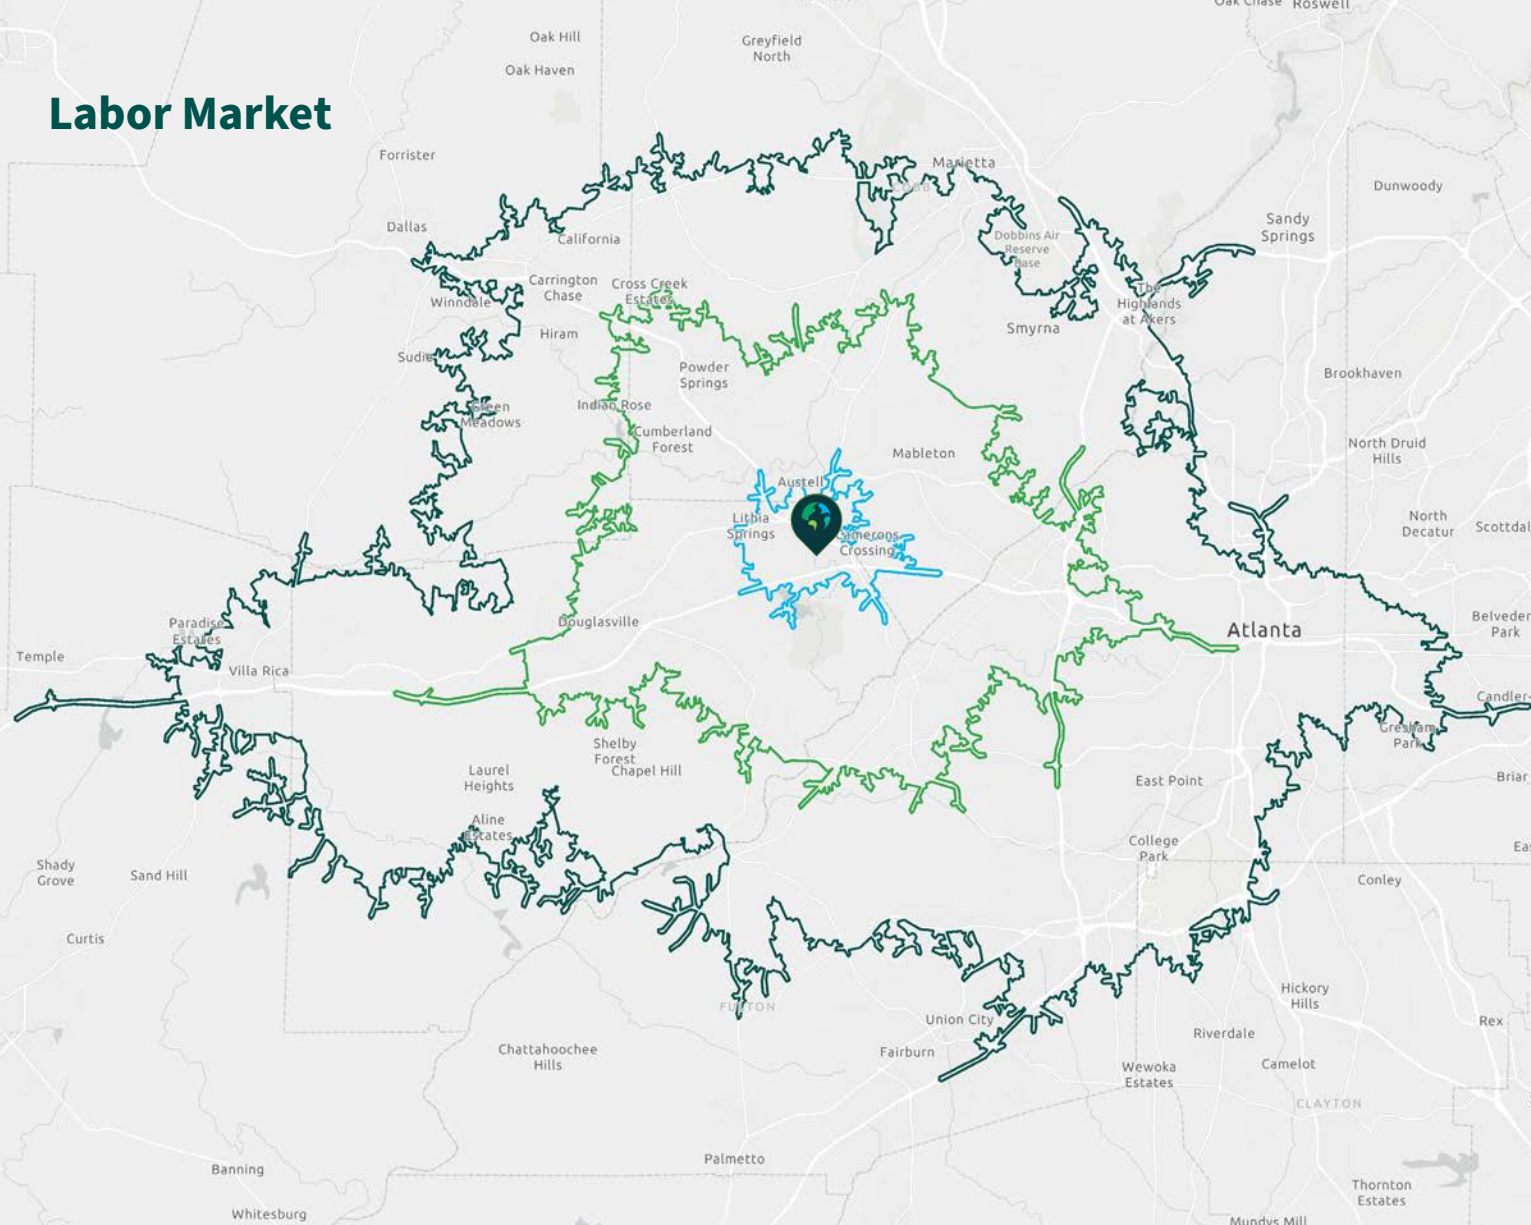 Oak Chase
Roswell
Oak Hill
Greyfield
North
Oak Haven
Labor Market
Forrister
Marietta
COBB
Dunwoody
Dallas
Sandy
Springs
California
Dobbins Air
Reserve
Base
Carrington
Chase
Cross Creek
Estates
Winndale
The
Highlands
at Akers
Hiram
Smyrna
Sudie
Powder
Springs
Brookhaven
Green
Meadows
Indian Rose
Cumberland
Forest
Mableton
North Druid
Hills
Austell
Lithia
Springs
Camerons
Crossing
North
Decatur
Scottdal
Paradise
Estates
Douglasville
Atlanta
Belveder
Park
Temple
Villa Rica
Candler-
Gresham
Park
Shelby
Forest
Chapel Hill
Laurel
Heights
East Point
Briar
Aline
Estates
College
Park
Shady
Grove
Sand Hill
Conley
Curtis
Hickory
Hills
FULTON
Union City
Rex
Riverdale
Chattahoochee
Hills
Fairburn
Wewoka
Estates
Camelot
CLAYTON
Palmetto
Banning
Thornton
Estates
Whitesburg
Mundys Mill